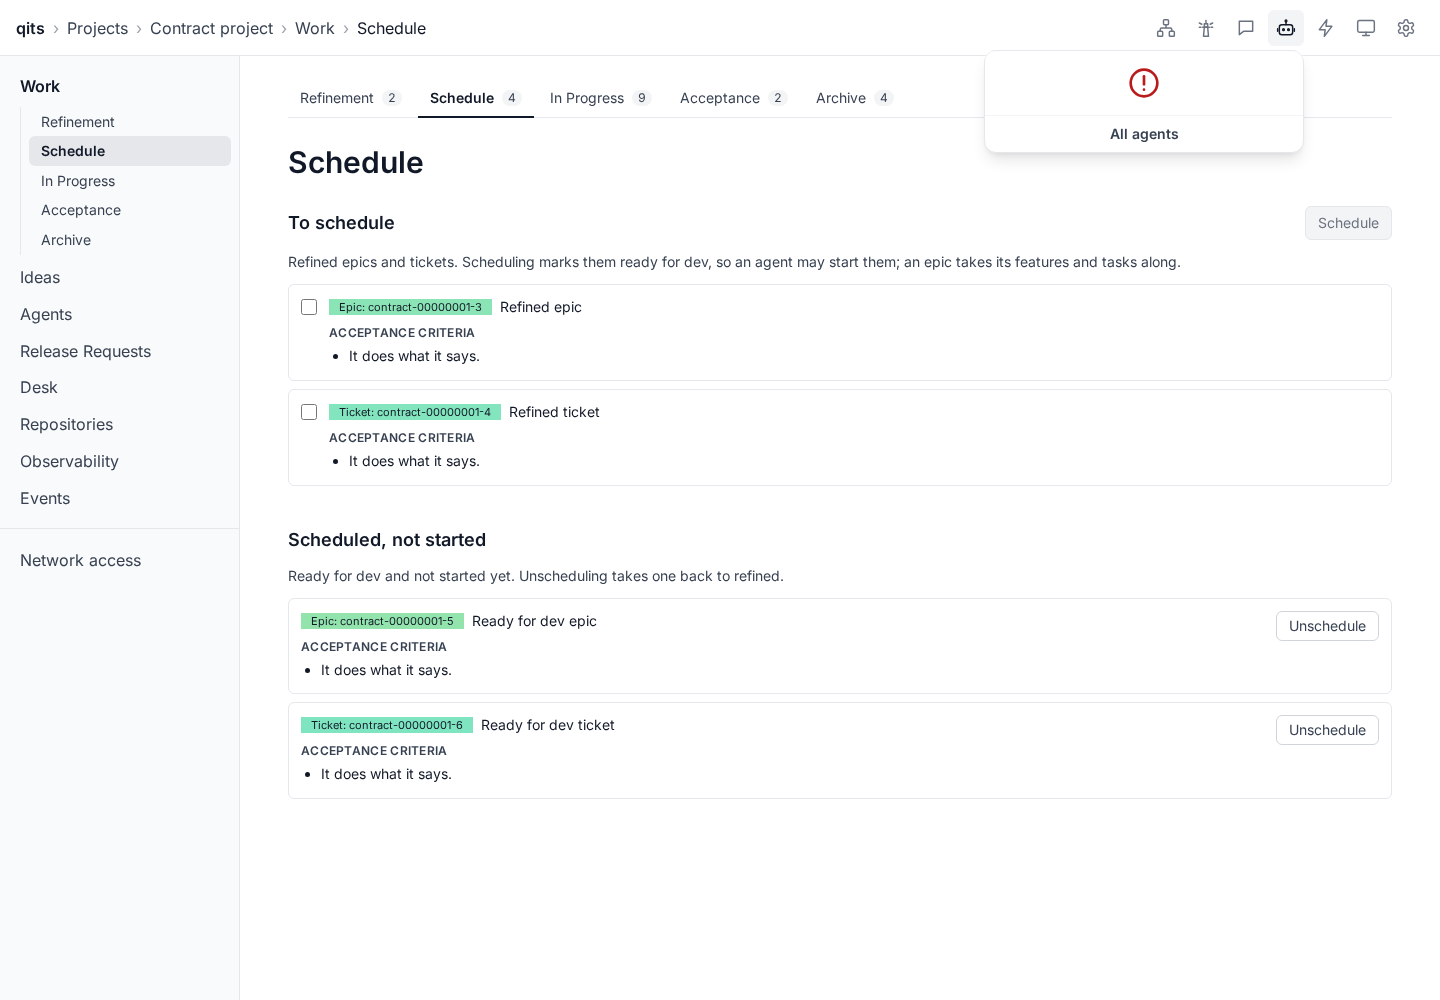 qits › Projects › Contract project › Work › Schedule
All agents
Work
Refinement
Schedule
In Progress
Acceptance
Archive
Ideas
Agents
Release Requests
Desk
Repositories
Observability
Events
Network access
Refinement 2 Schedule 4 In Progress 9 Acceptance 2 Archive 4
Schedule
To schedule
Schedule
Refined epics and tickets. Scheduling marks them ready for dev, so an agent may start them; an epic takes its features and tasks along.
Epic: contract-00000001-3 Refined epic
ACCEPTANCE CRITERIA
• It does what it says.
Ticket: contract-00000001-4 Refined ticket
ACCEPTANCE CRITERIA
• It does what it says.
Scheduled, not started
Ready for dev and not started yet. Unscheduling takes one back to refined.
Epic: contract-00000001-5 Ready for dev epic
Unschedule
ACCEPTANCE CRITERIA
• It does what it says.
Ticket: contract-00000001-6 Ready for dev ticket
Unschedule
ACCEPTANCE CRITERIA
• It does what it says.